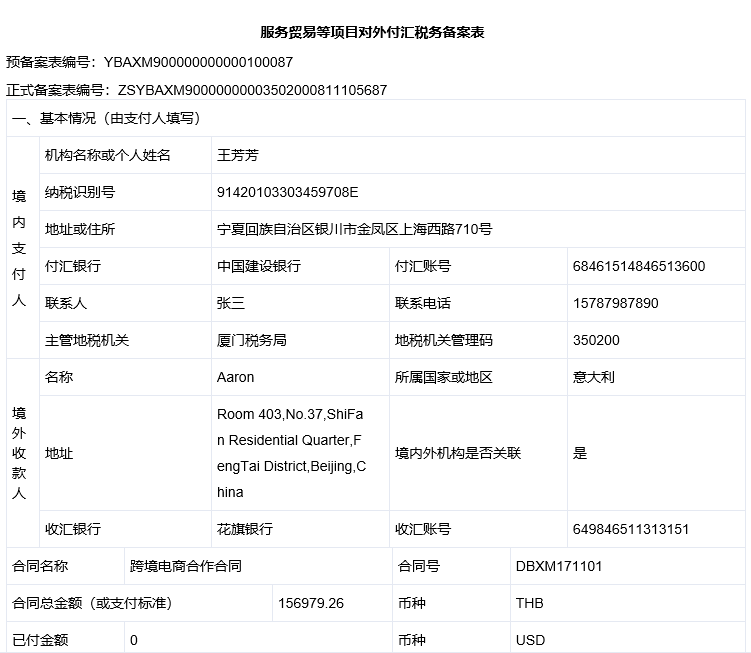 服务贸易等项目对外付汇税务备案表
预备案表编号：YBAXM900000000000100087
正式备案表编号：ZSYBAXM90000000003502000811105687
一、基本情况（由支付人填写）
境内支付人
机构名称或个人姓名 王芳芳
纳税识别号 91420103303459708E
地址或住所 宁夏回族自治区银川市金凤区上海西路710号
付汇银行 中国建设银行 付汇账号 68461514846513600
联系人 张三 联系电话 15787987890
主管地税机关 厦门税务局 地税机关管理码 350200
境外收款人
名称 Aaron 所属国家或地区 意大利
地址
Room 403,No.37,ShiFa
n Residential Quarter,F
engTai District,Beijing,C
hina
境内外机构是否关联 是
收汇银行 花旗银行 收汇账号 649846511313151
合同名称 跨境电商合作合同 合同号 DBXM171101
合同总金额（或支付标准） 156979.26 币种 THB
已付金额 0 币种 USD